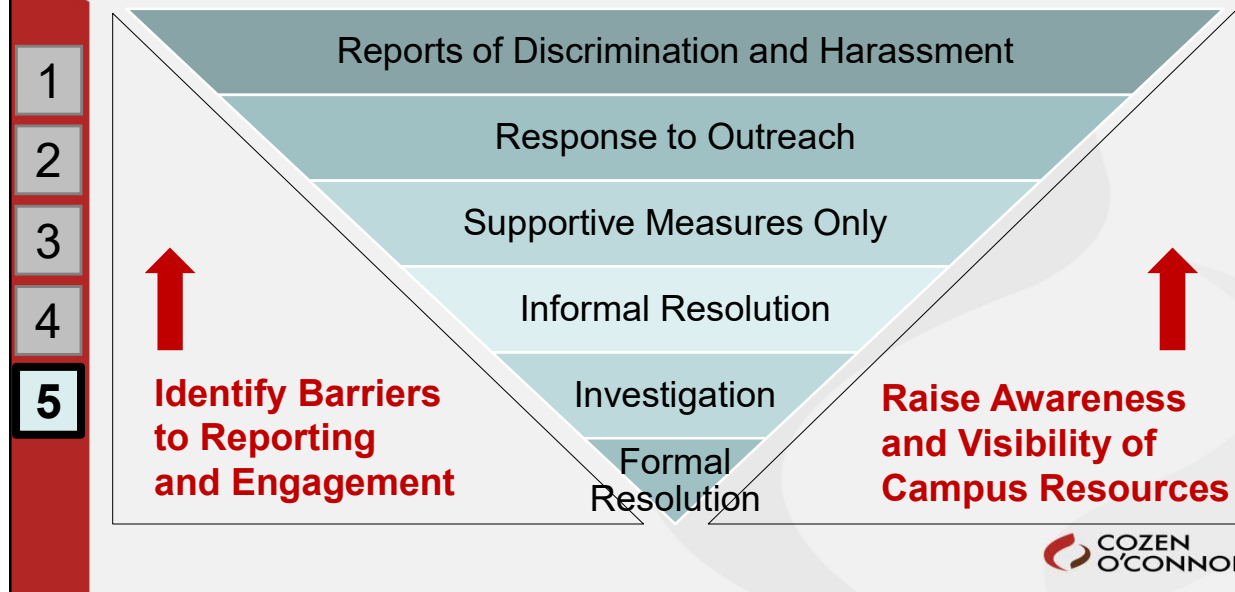 1
2
3
4
5
Reports of Discrimination and Harassment
Response to Outreach
Supportive Measures Only
Informal Resolution
Investigation
Formal
Resolution
Identify Barriers
to Reporting
and Engagement
Raise Awareness
and Visibility of
Campus Resources
COZEN
O'CONNO